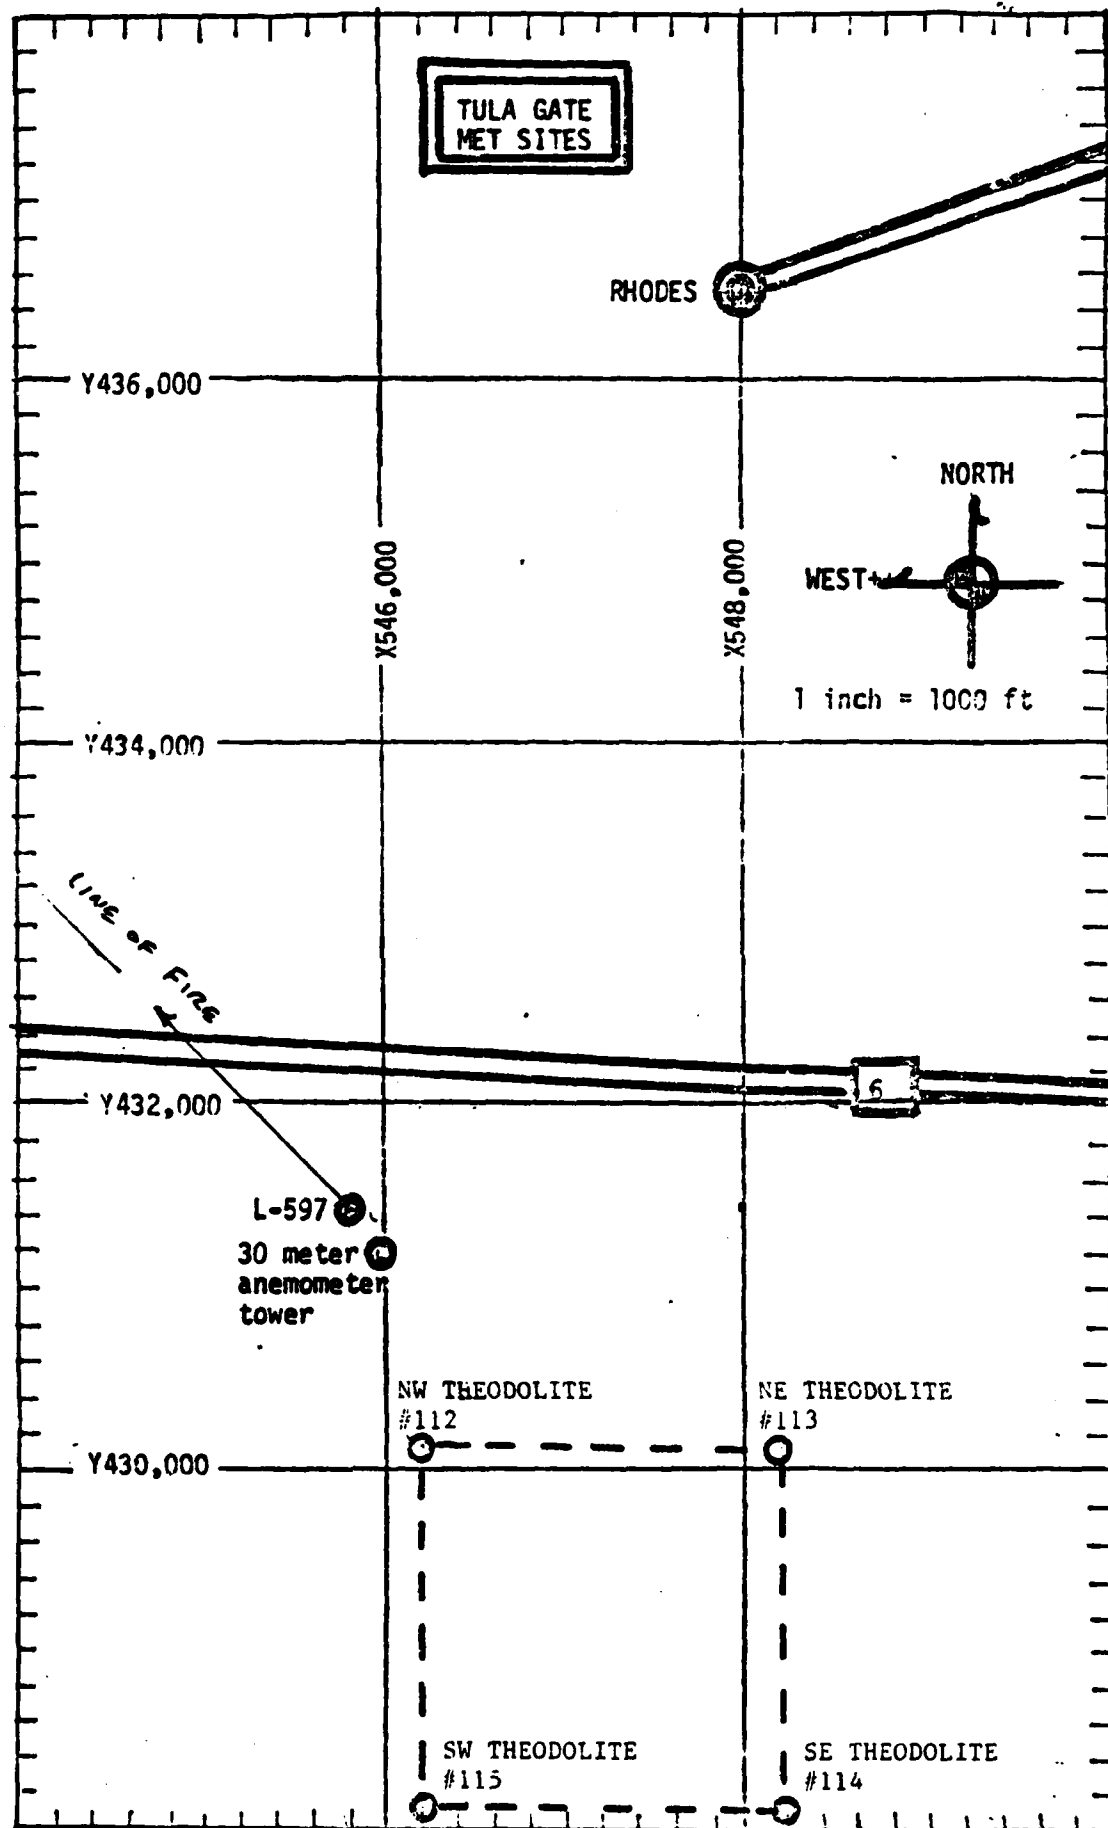 TULA GATE
MET SITES
RHODES
Y436,000
NORTH
X546,000
X548,000
WEST
1 inch = 1000 ft
Y434,000
LINE OF FIRE
6
Y432,000
L-597
30 meter
anemometer
tower
NW THEODOLITE
#112
NE THEODOLITE
#113
Y430,000
SW THEODOLITE
#115
SE THEODOLITE
#114